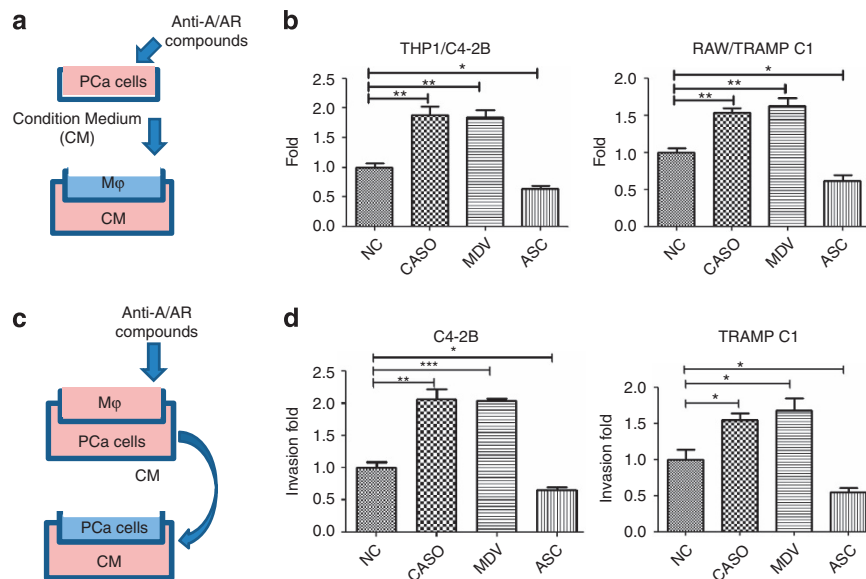 a
Anti-A/AR
compounds
PCa cells
Condition Medium
(CM)
Mφ
CM
b
THP1/C4-2B
*
**
**
Fold
2.5
2.0
1.5
1.0
0.5
0.0
NC
CASO
MDV
ASC
RAW/TRAMP C1
*
**
**
Fold
2.0
1.5
1.0
0.5
0.0
NC
CASO
MDV
ASC
c
Anti-A/AR
compounds
Mφ
PCa cells
CM
PCa cells
CM
d
C4-2B
*
***
**
Invasion fold
2.5
2.0
1.5
1.0
0.5
0.0
NC
CASO
MDV
ASC
TRAMP C1
*
*
*
Invasion fold
2.0
1.5
1.0
0.5
0.0
NC
CASO
MDV
ASC